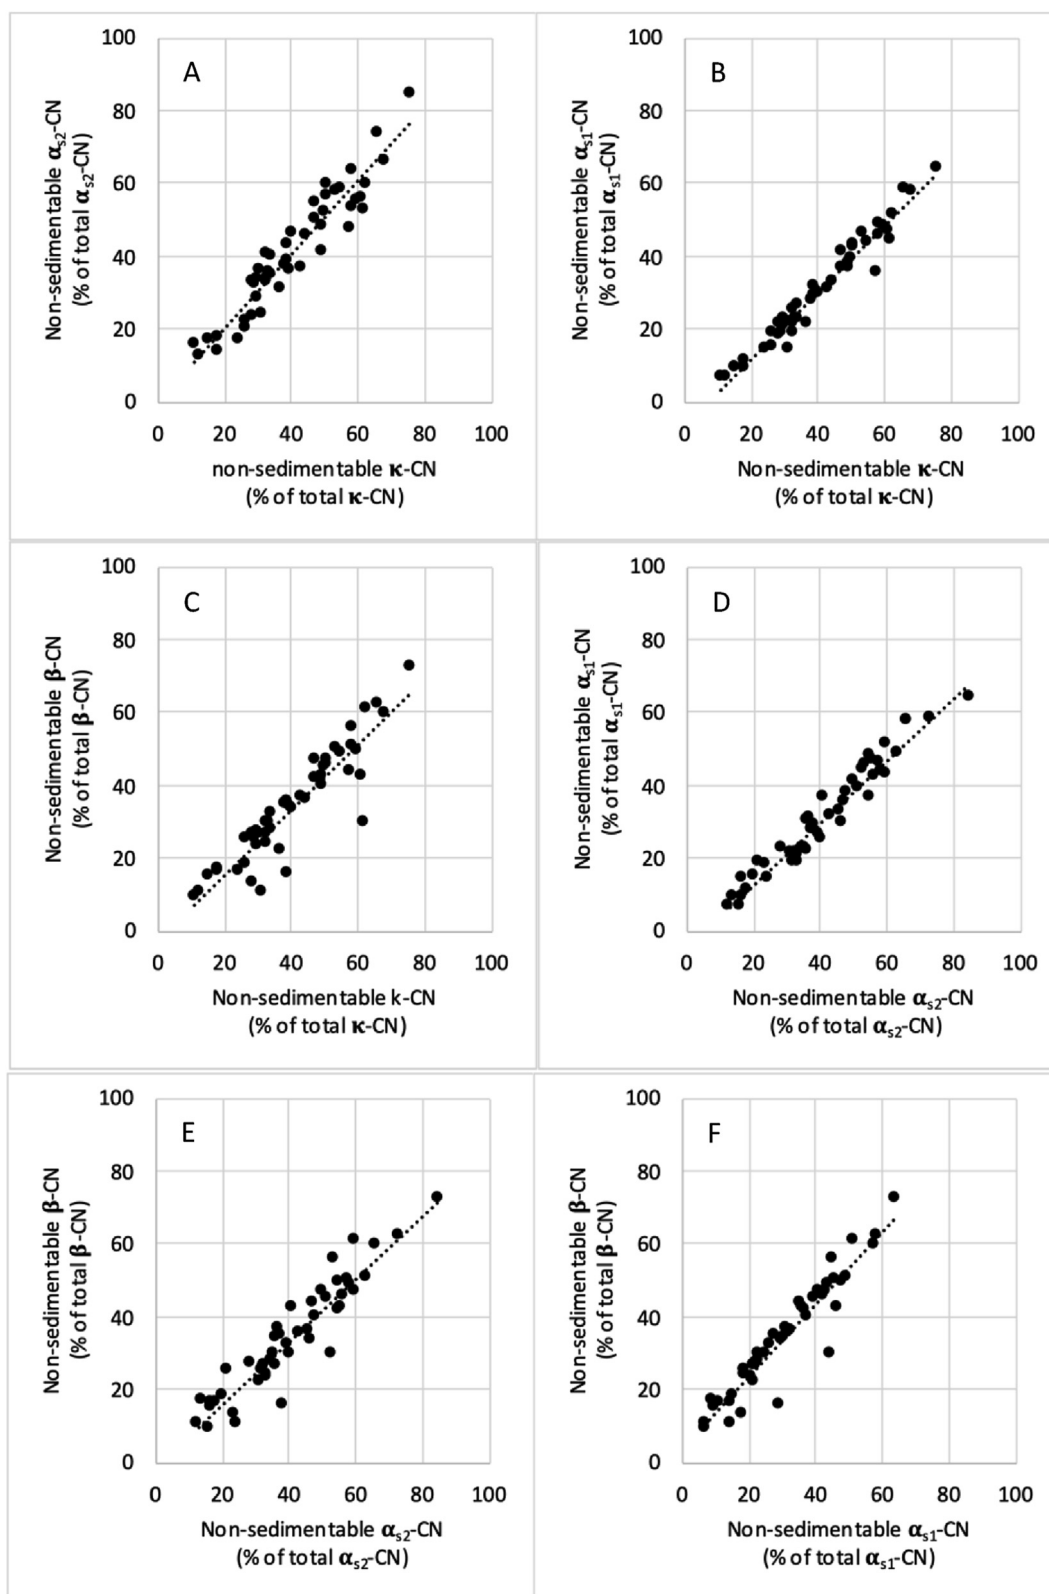 A
Non-sedimentable αs2-CN
(% of total αs2-CN)
100
80
60
40
20
0
0 20 40 60 80 100
non-sedimentable κ-CN
(% of total κ-CN)
B
Non-sedimentable αs1-CN
(% of total αs1-CN)
100
80
60
40
20
0
0 20 40 60 80 100
Non-sedimentable κ-CN
(% of total κ-CN)
C
Non-sedimentable β-CN
(% of total β-CN)
100
80
60
40
20
0
0 20 40 60 80 100
Non-sedimentable k-CN
(% of total κ-CN)
D
Non-sedimentable αs1-CN
(% of total αs1-CN)
100
80
60
40
20
0
0 20 40 60 80 100
Non-sedimentable αs2-CN
(% of total αs2-CN)
E
Non-sedimentable β-CN
(% of total β-CN)
100
80
60
40
20
0
0 20 40 60 80 100
Non-sedimentable αs2-CN
(% of total αs2-CN)
F
Non-sedimentable β-CN
(% of total β-CN)
100
80
60
40
20
0
0 20 40 60 80 100
Non-sedimentable αs1-CN
(% of total αs1-CN)